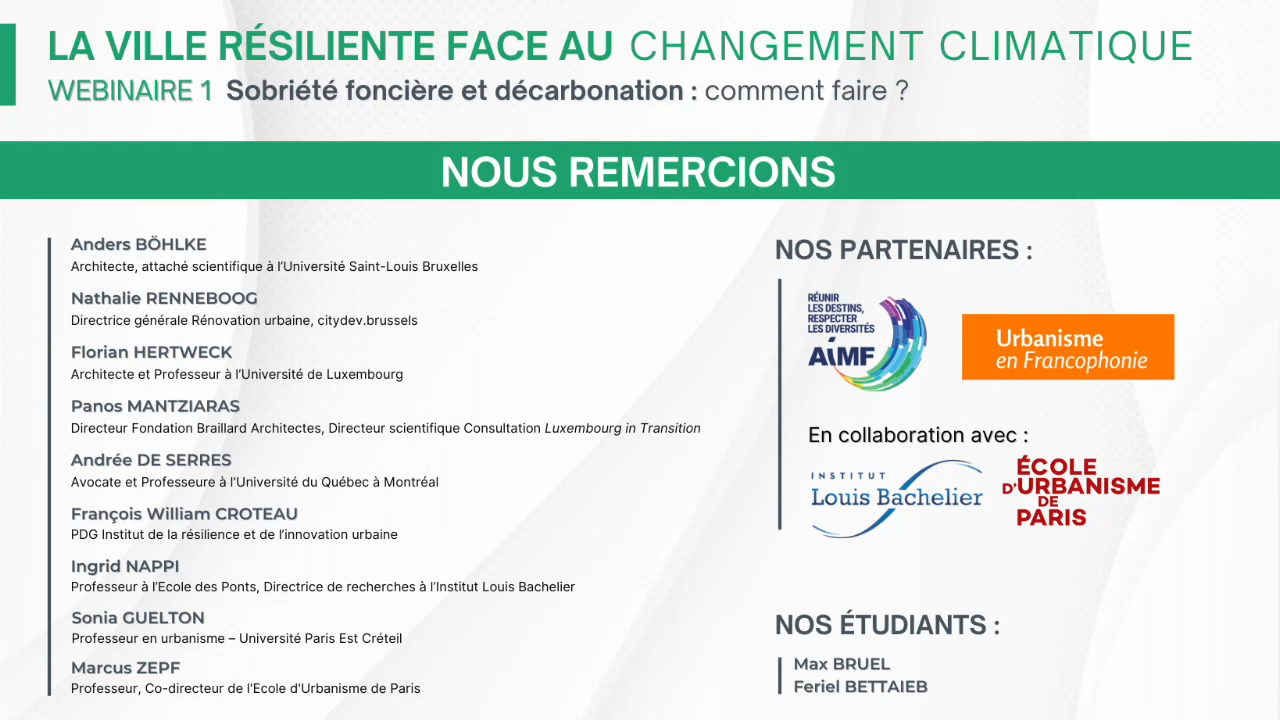 LA VILLE RÉSILIENTE FACE AU CHANGEMENT CLIMATIQUE
WEBINAIRE 1 Sobriété foncière et décarbonation : comment faire ?
NOUS REMERCIONS
Anders BÖHLKE
Architecte, attaché scientifique à l’Université Saint-Louis Bruxelles
Nathalie RENNEBOOG
Directrice générale Rénovation urbaine, citydev.brussels
Florian HERTWECK
Architecte et Professeur à l’Université de Luxembourg
Panos MANTZIARAS
Directeur Fondation Braillard Architectes, Directeur scientifique Consultation Luxembourg in Transition
Andrée DE SERRES
Avocate et Professeure à l'Université du Québec à Montréal
François William CROTEAU
PDG Institut de la résilience et de l’innovation urbaine
Ingrid NAPPI
Professeur à l’Ecole des Ponts, Directrice de recherches à l’Institut Louis Bachelier
Sonia GUELTON
Professeur en urbanisme – Université Paris Est Créteil
Marcus ZEPF
Professeur, Co-directeur de l'Ecole d'Urbanisme de Paris
NOS PARTENAIRES :
RÉUNIR
LES DESTINS,
RESPECTER
LES DIVERSITÉS
AIMF
Urbanisme
en Francophonie
En collaboration avec :
INSTITUT
Louis Bachelier
ÉCOLE
D'URBANISME
DE
PARIS
NOS ÉTUDIANTS :
Max BRUEL
Feriel BETTAIEB